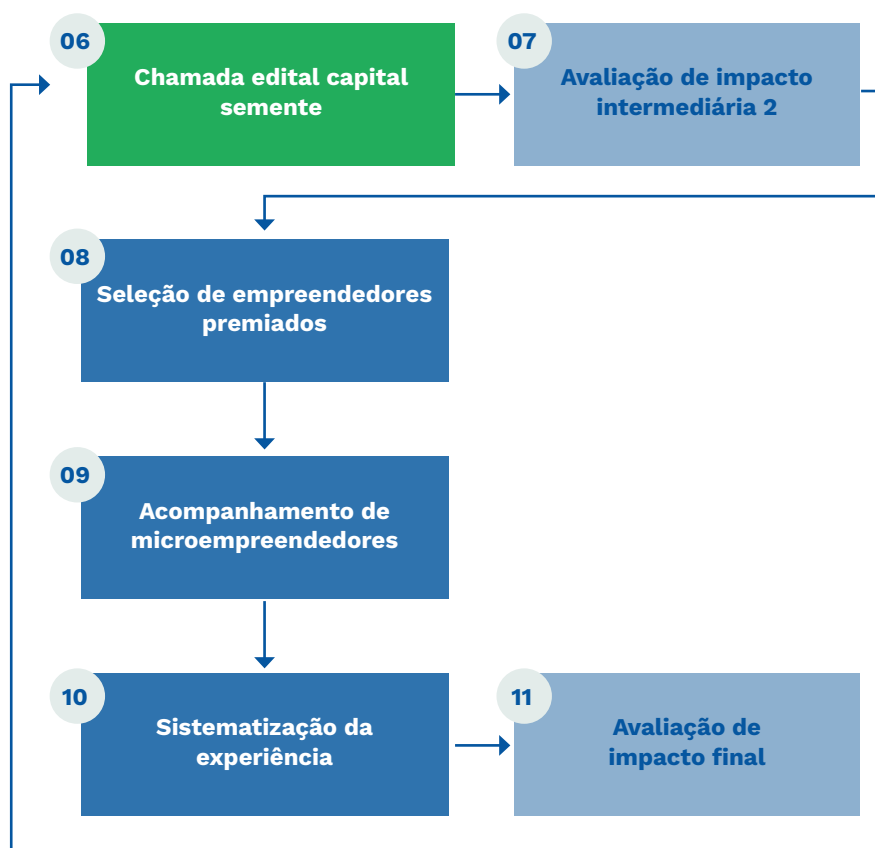 06
Chamada edital capital
semente
07
Avaliação de impacto
intermediária 2
08
Seleção de empreendedores
premiados
09
Acompanhamento de
microempreendedores
10
Sistematização da
experiência
11
Avaliação de
impacto final